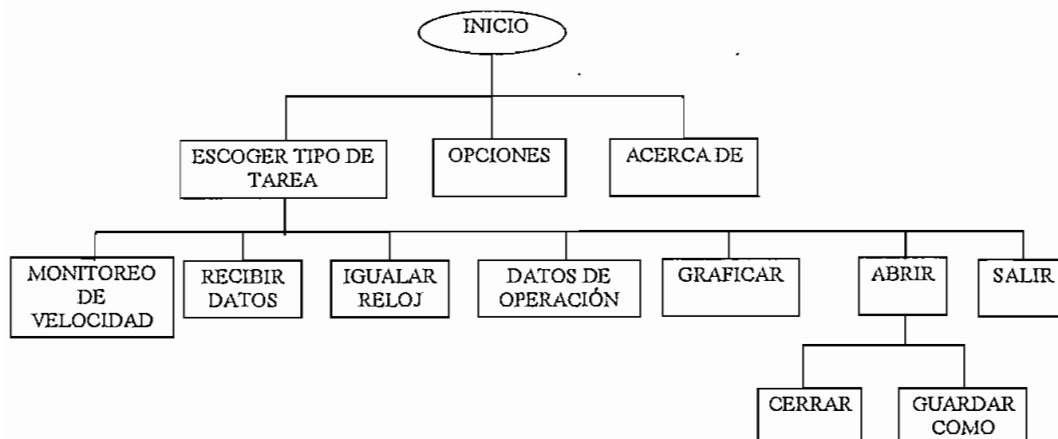 INICIO
ESCOGER TIPO DE
TAREA
OPCIONES
ACERCA DE
MONITOREO
DE
VELOCIDAD
RECIBIR
DATOS
IGUALAR
RELOJ
DATOS DE
OPERACIÓN
GRAFICAR
ABRIR
SALIR
CERRAR
GUARDAR
COMO